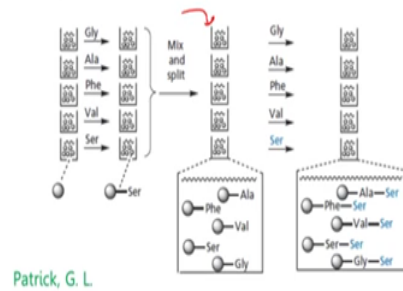 Gly
Ala
Phe
Val
Ser
Mix
and
split
Gly
Ala
Phe
Val
Ser
Ser
Ala
Phe
Val
Ser
Gly
Ala—Ser
Phe—Ser
Val—Ser
Ser—Ser
Gly—Ser
Patrick, G. L.